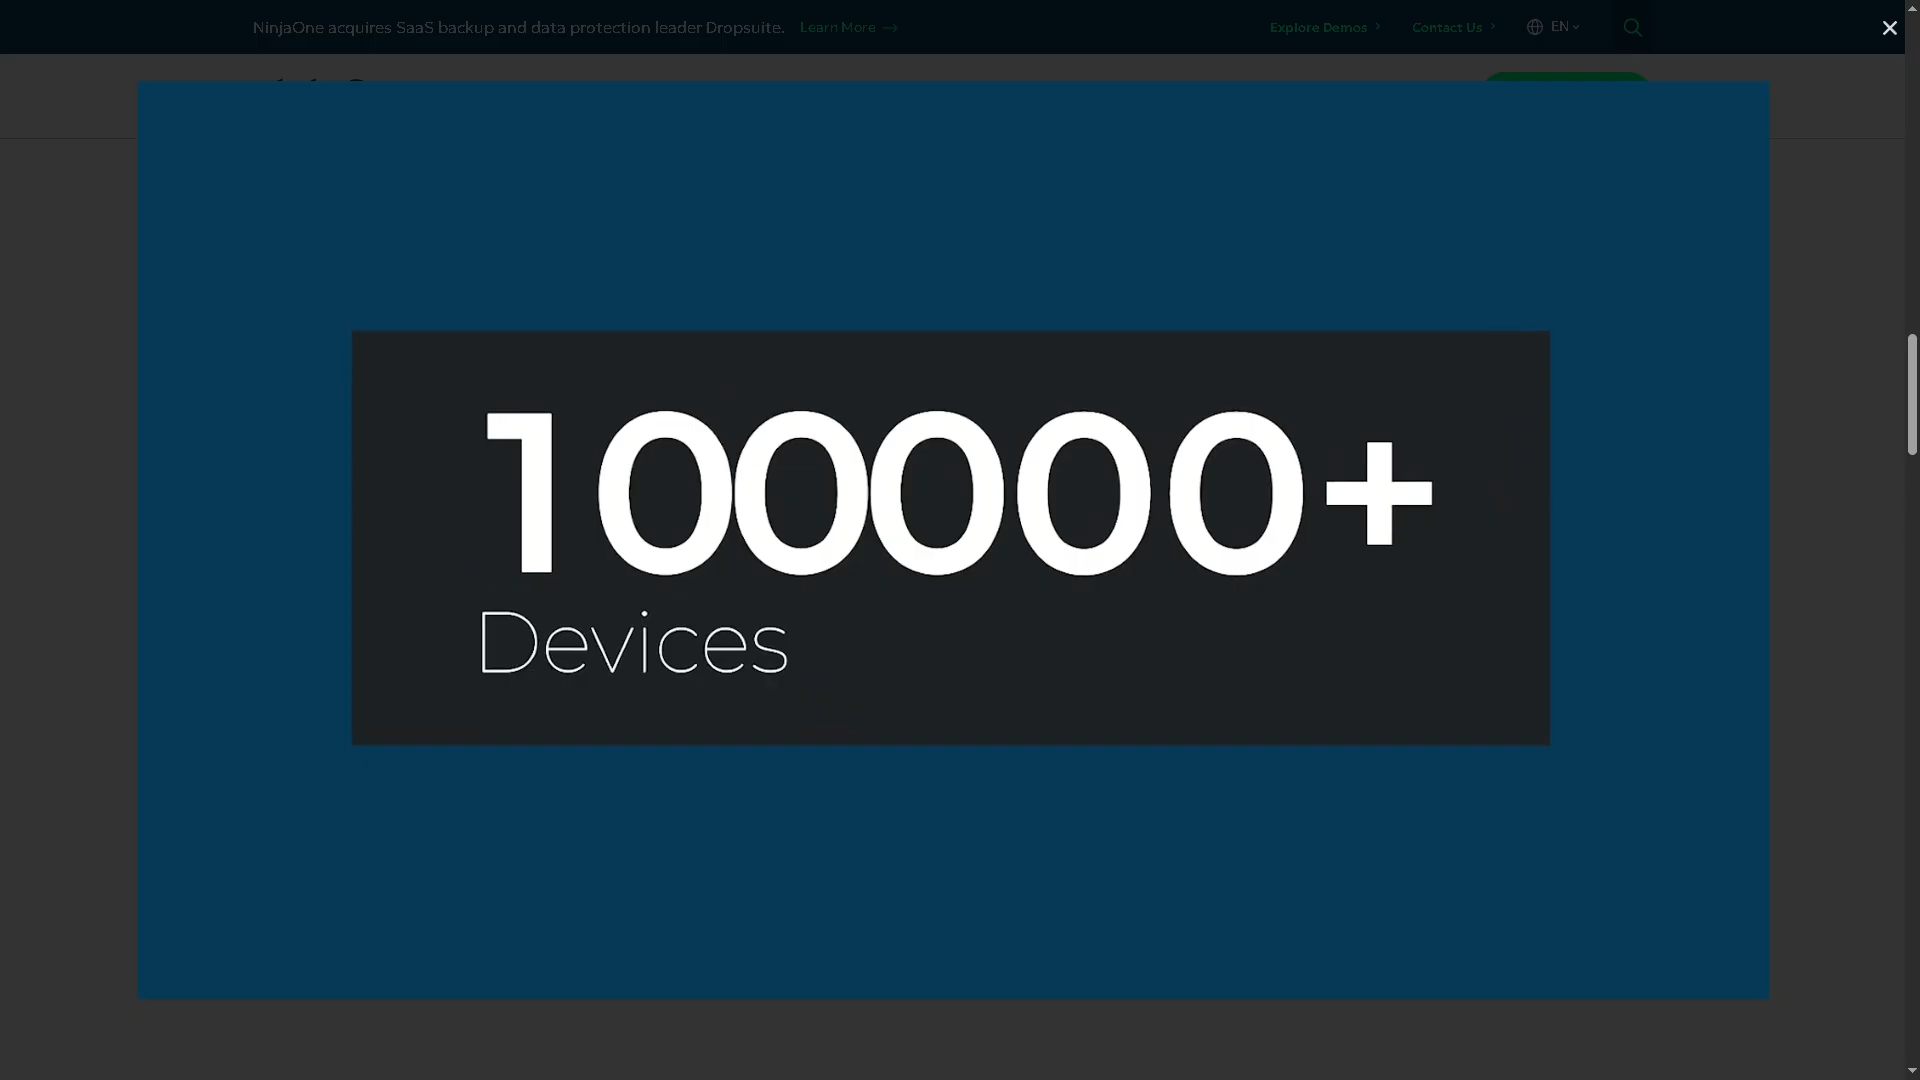 NinjaOne acquires SaaS backup and data protection leader Dropsuite. Learn More →
Explore Demos
Contact Us
EN
100000+
Devices